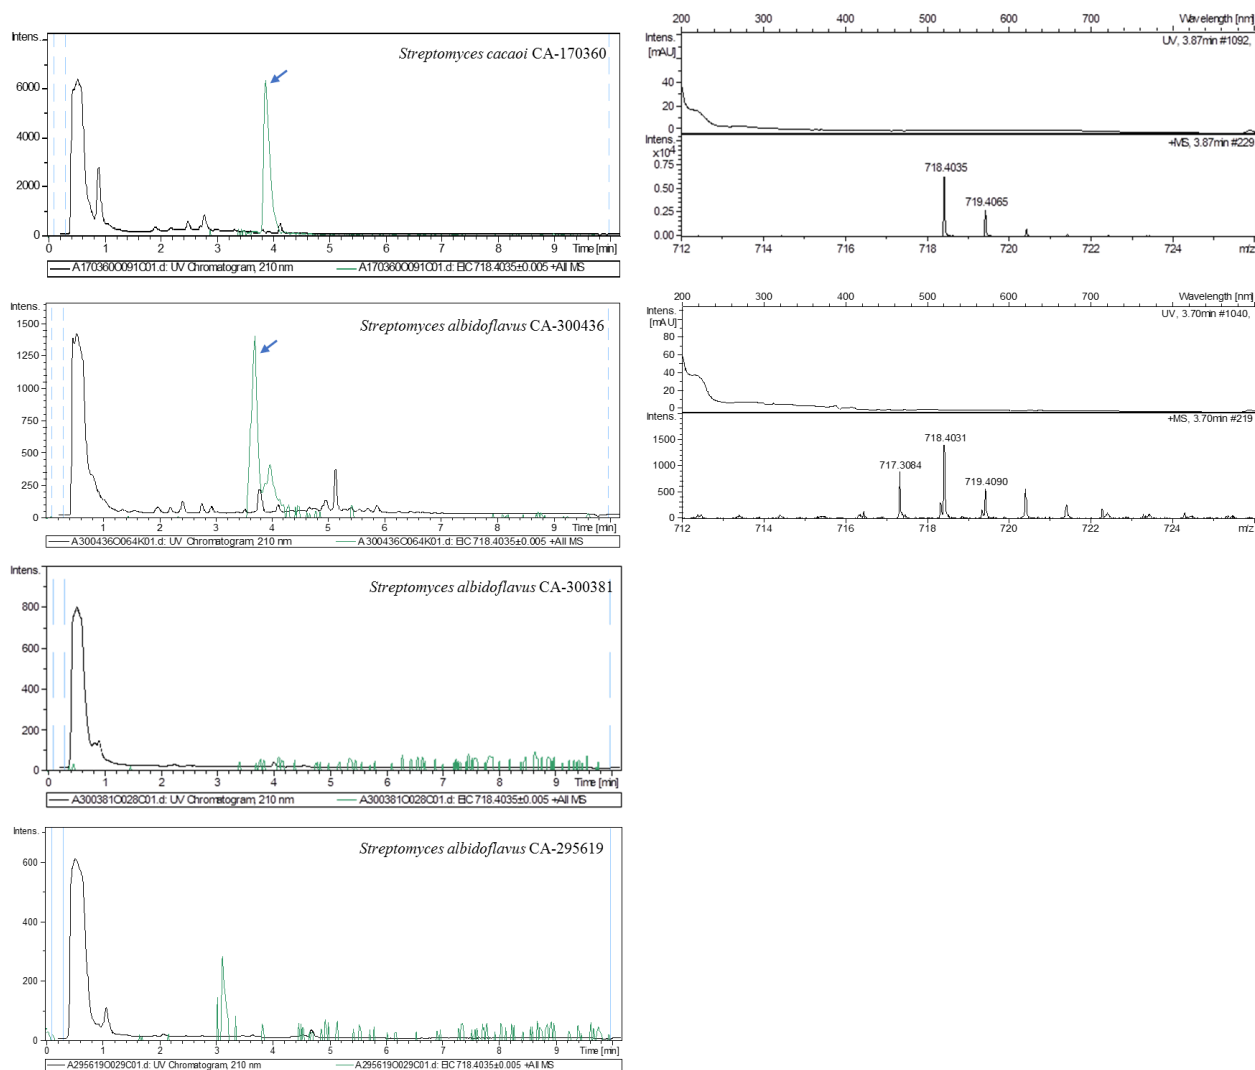 Intens.
Streptomyces cacaoi CA-170360
6000
4000
2000
0
0 1 2 3 4 5 6 7 8 9 Time [min]
A170360O091C01.d: UV Chromatogram, 210 nm A170360O091C01.d: EIC 718.4035±0.005 +All MS
200 300 400 500 600 700 Wavelength [nm]
Intens.
[mAU]
UV, 3.87min #1092,
40
20
0
Intens.
x10⁴
+MS, 3.87min #229
0.75
0.50
0.25
0.00
718.4035
719.4065
712 714 716 718 720 722 724 m/z
Intens.
Streptomyces albidoflavus CA-300436
1500
1250
1000
750
500
250
0
1 2 3 4 5 6 7 8 9 Time [min]
A300436O064K01.d: UV Chromatogram, 210 nm A300436O064K01.d: EIC 718.4035±0.005 +All MS
200 300 400 500 600 700 Wavelength [nm]
Intens.
[mAU]
UV, 3.70min #1040,
80
60
40
20
0
Intens.
+MS, 3.70min #219
1500
1000
500
0
717.3084
718.4031
719.4090
712 714 716 718 720 722 724 m/z
Intens.
Streptomyces albidoflavus CA-300381
800
600
400
200
0
0 1 2 3 4 5 6 7 8 9 Time [min]
A300381O028C01.d: UV Chromatogram, 210 nm A300381O028C01.d: EIC 718.4035±0.005 +All MS
Intens.
Streptomyces albidoflavus CA-295619
600
400
200
0
0 1 2 3 4 5 6 7 8 9 Time [min]
A295619O029C01.d: UV Chromatogram, 210 nm A295619O029C01.d: EIC 718.4035±0.005 +All MS